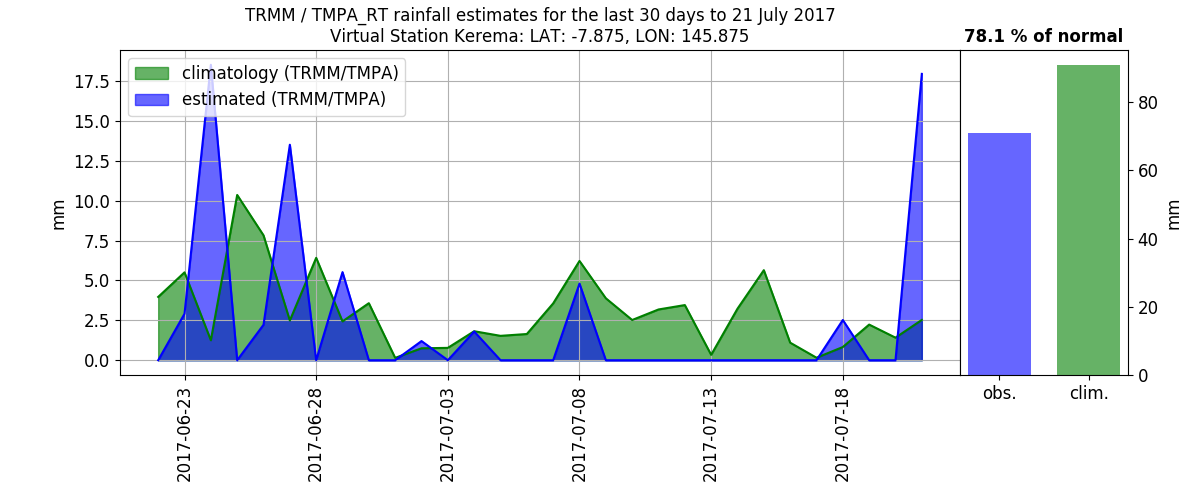 TRMM / TMPA_RT rainfall estimates for the last 30 days to 21 July 2017
Virtual Station Kerema: LAT: -7.875, LON: 145.875
78.1 % of normal
climatology (TRMM/TMPA)
estimated (TRMM/TMPA)
17.5
15.0
12.5
10.0
7.5
5.0
2.5
0.0
mm
2017-06-23
2017-06-28
2017-07-03
2017-07-08
2017-07-13
2017-07-18
80
60
40
20
0
mm
obs.
clim.